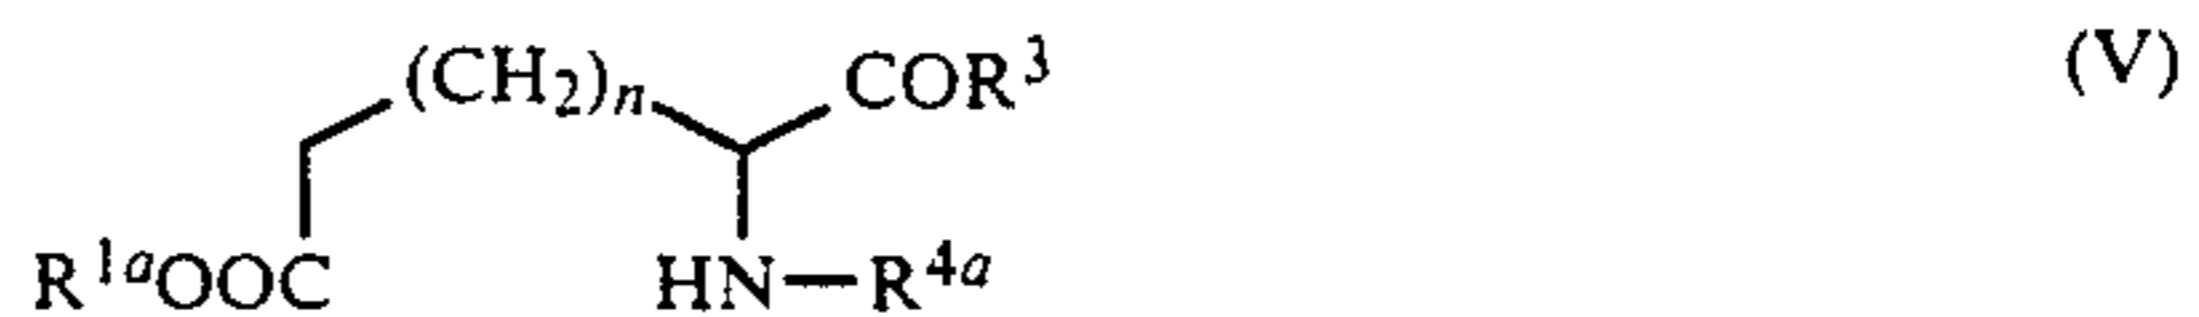 (CH₂)ₙ COR³ (V)
R¹ᵃOOC HN—R⁴ᵃ